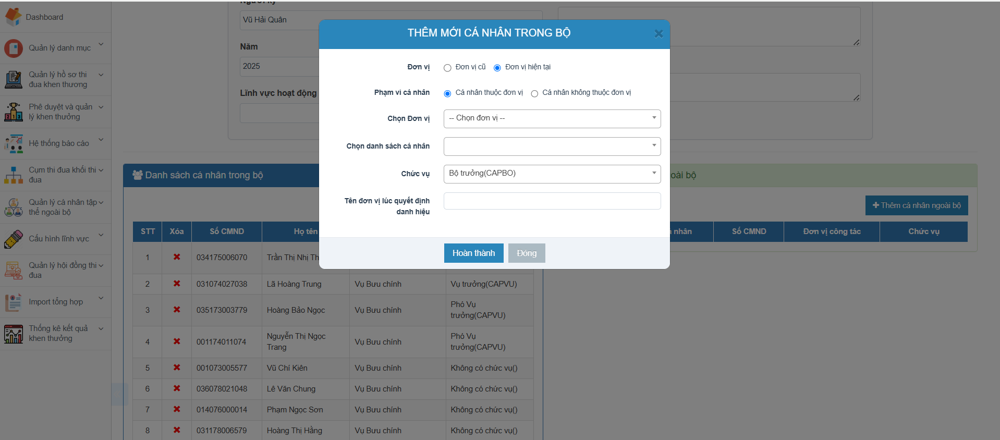 Dashboard
Quản lý danh mục
Quản lý hồ sơ thi
đua khen thưởng
Phê duyệt và quản
lý khen thưởng
Hệ thống báo cáo
Cụm thi đua khối thi
đua
Quản lý cá nhân tập
thể ngoài bộ
Cấu hình lĩnh vực
Quản lý hội đồng thi
đua
Import tổng hợp
Thống kê kết quả
khen thưởng
Người ký
Vũ Hải Quân
Năm
2025
Lĩnh vực hoạt động
THÊM MỚI CÁ NHÂN TRONG BỘ
Đơn vị
Đơn vị cũ
Đơn vị hiện tại
Phạm vi cá nhân
Cá nhân thuộc đơn vị
Cá nhân không thuộc đơn vị
Chọn Đơn vị
-- Chọn đơn vị --
Chọn danh sách cá nhân
Chức vụ
Bộ trưởng(CAPBO)
Tên đơn vị lúc quyết định
danh hiệu
Hoàn thành
Đóng
Danh sách cá nhân trong bộ
STT Xóa Số CMND Họ tên
1 034175006070 Trần Thị Nhị Th
2 031074027038 Lã Hoàng Trung Vụ Bưu chính Vụ trưởng(CAPVU)
3 035173003779 Hoàng Bảo Ngọc Vụ Bưu chính Phó Vụ
trưởng(CAPVU)
4 001174011074 Nguyễn Thị Ngọc
Trang Vụ Bưu chính Phó Vụ
trưởng(CAPVU)
5 001073005577 Vũ Chí Kiên Vụ Bưu chính Không có chức vụ()
6 036078021048 Lê Văn Chung Vụ Bưu chính Không có chức vụ()
7 014076000014 Phạm Ngọc Sơn Vụ Bưu chính Không có chức vụ()
8 031178006579 Hoàng Thị Hằng Vụ Bưu chính Không có chức vụ()
oài bộ
Thêm cá nhân ngoài bộ
nhân Số CMND Đơn vị công tác Chức vụ